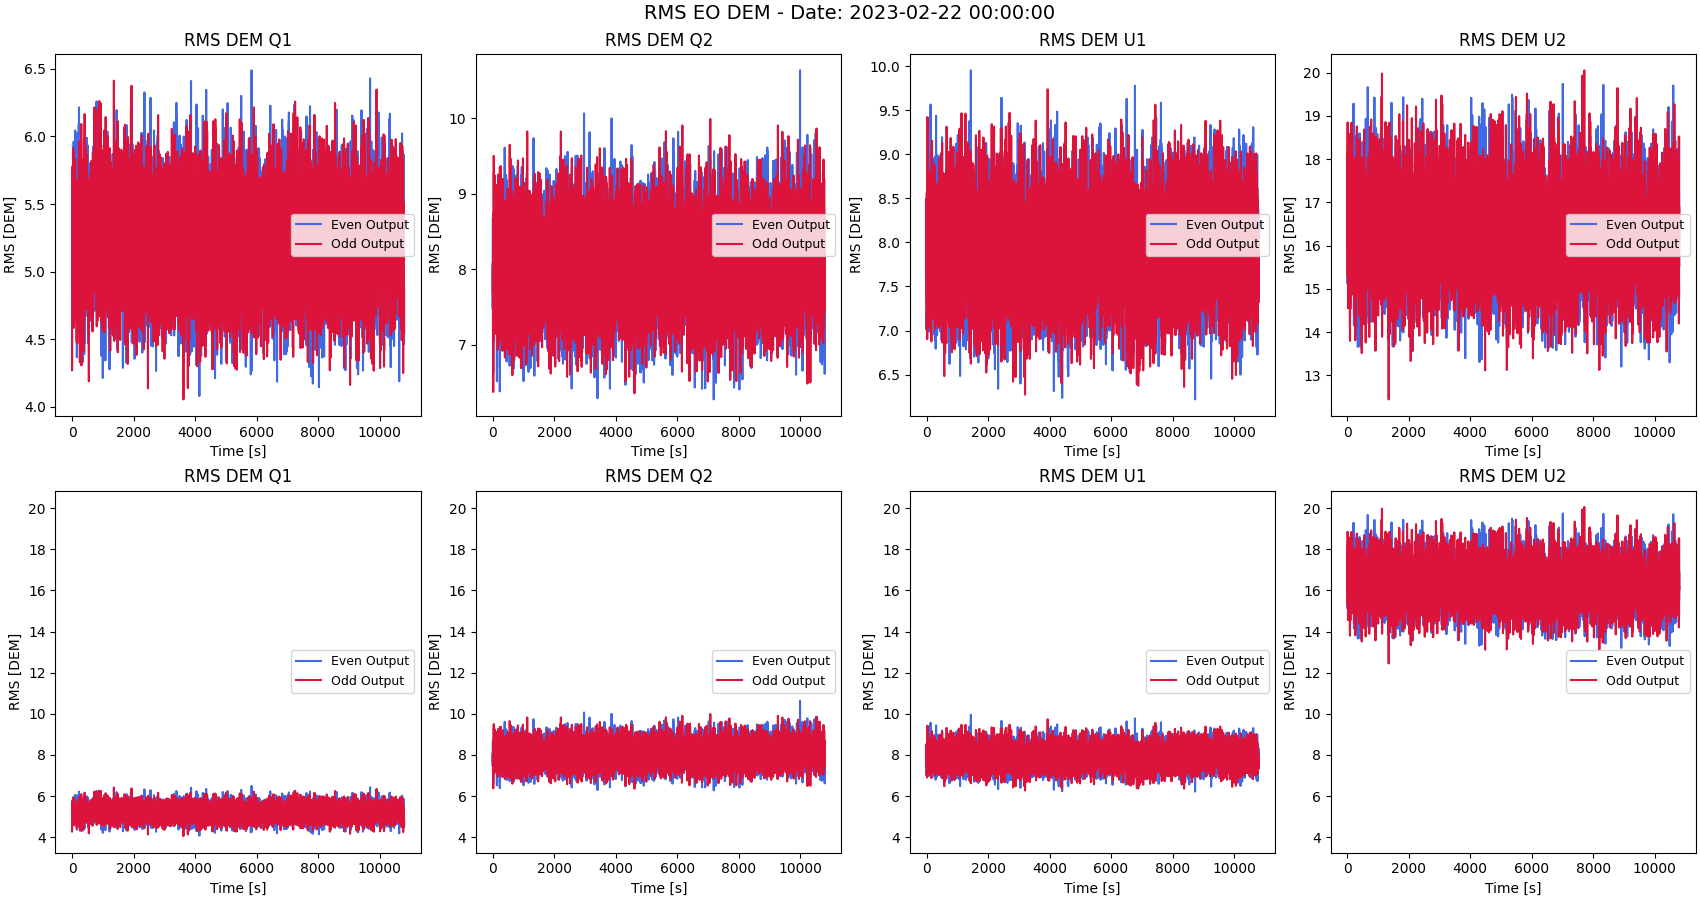 RMS EO DEM - Date: 2023-02-22 00:00:00
RMS DEM Q1
RMS [DEM]
6.5
6.0
5.5
5.0
4.5
4.0
Even Output
Odd Output
0 2000 4000 6000 8000 10000
Time [s]
RMS DEM Q2
RMS [DEM]
10
9
8
7
Even Output
Odd Output
0 2000 4000 6000 8000 10000
Time [s]
RMS DEM U1
RMS [DEM]
10.0
9.5
9.0
8.5
8.0
7.5
7.0
6.5
Even Output
Odd Output
0 2000 4000 6000 8000 10000
Time [s]
RMS DEM U2
RMS [DEM]
20
19
18
17
16
15
14
13
Even Output
Odd Output
0 2000 4000 6000 8000 10000
Time [s]
RMS DEM Q1
RMS [DEM]
20
18
16
14
12
10
8
6
4
Even Output
Odd Output
0 2000 4000 6000 8000 10000
Time [s]
RMS DEM Q2
RMS [DEM]
20
18
16
14
12
10
8
6
4
Even Output
Odd Output
0 2000 4000 6000 8000 10000
Time [s]
RMS DEM U1
RMS [DEM]
20
18
16
14
12
10
8
6
4
Even Output
Odd Output
0 2000 4000 6000 8000 10000
Time [s]
RMS DEM U2
RMS [DEM]
20
18
16
14
12
10
8
6
4
Even Output
Odd Output
0 2000 4000 6000 8000 10000
Time [s]